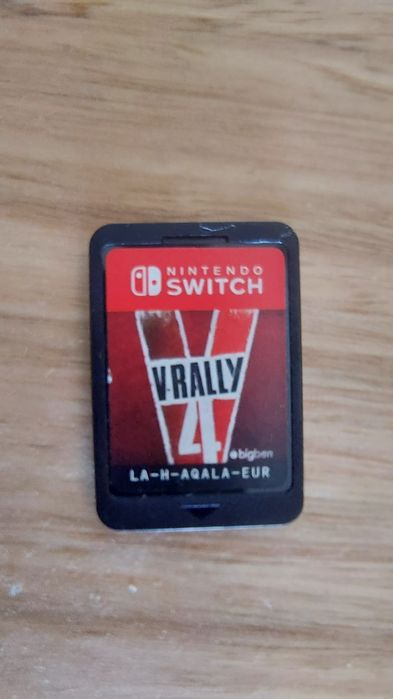 NINTENDO
SWITCH
V-RALLY
4
bigben
LA-H-AQALA-EUR